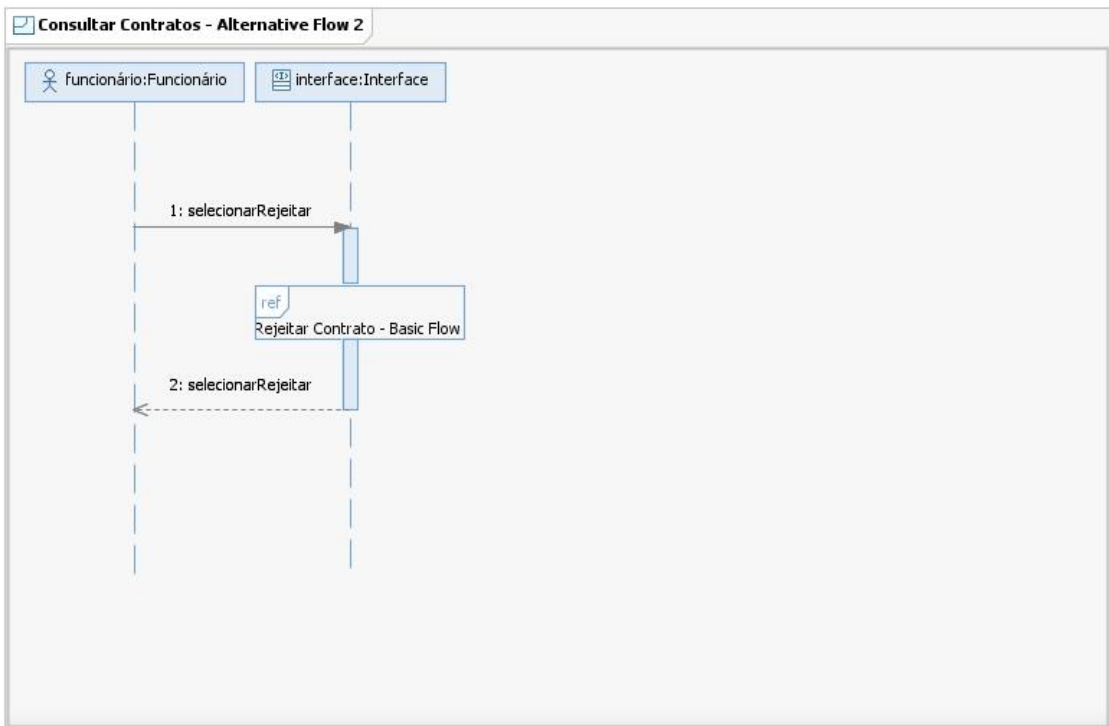 Consultar Contratos - Alternative Flow 2
funcionário:Funcionário
interface:Interface
1: selecionarRejeitar
ref
Rejeitar Contrato - Basic Flow
2: selecionarRejeitar